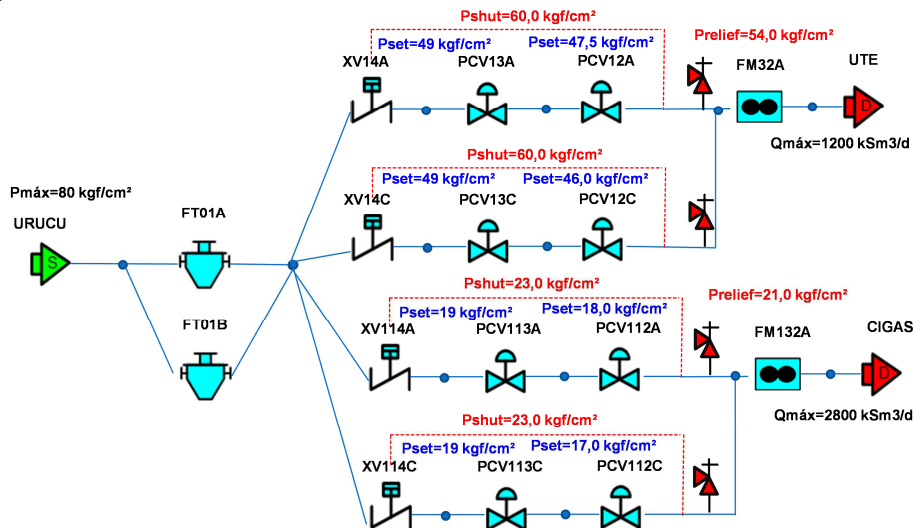 Pshut=60,0 kgf/cm²
Pset=49 kgf/cm²
Pset=47,5 kgf/cm²
Prelief=54,0 kgf/cm²
XV14A
PCV13A
PCV12A
FM32A
UTE
D
Qmáx=1200 kSm3/d
Pshut=60,0 kgf/cm²
Pset=49 kgf/cm²
Pset=46,0 kgf/cm²
XV14C
PCV13C
PCV12C
Pmáx=80 kgf/cm²
URUCU
S
FT01A
FT01B
Pshut=23,0 kgf/cm²
Pset=19 kgf/cm²
Pset=18,0 kgf/cm²
Prelief=21,0 kgf/cm²
XV114A
PCV113A
PCV112A
FM132A
CIGAS
D
Qmáx=2800 kSm3/d
Pshut=23,0 kgf/cm²
Pset=19 kgf/cm²
Pset=17,0 kgf/cm²
XV114C
PCV113C
PCV112C